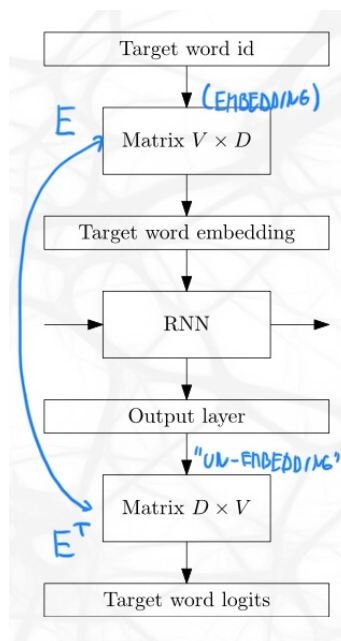 Target word id
(EMBEDDING)
E
Matrix V × D
Target word embedding
RNN
Output layer
"UN-EMBEDDING"
Matrix D × V
E^T
Target word logits